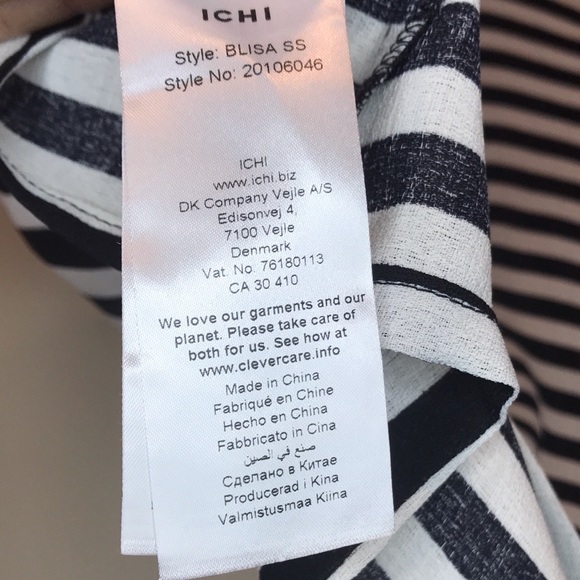 ICHI
Style: BLISA SS
Style No: 20106046
ICHI
www.ichi.biz
DK Company Vejle A/S
Edisonvej 4,
7100 Vejle
Denmark
Vat. No. 76180113
CA 30 410
We love our garments and our
planet. Please take care of
both for us. See how at
www.clevercare.info
Made in China
Fabriqué en Chine
Hecho en China
Fabbricato in Cina
صنع في الصين
Сделано в Китае
Producerad i Kina
Valmistusmaa Kiina